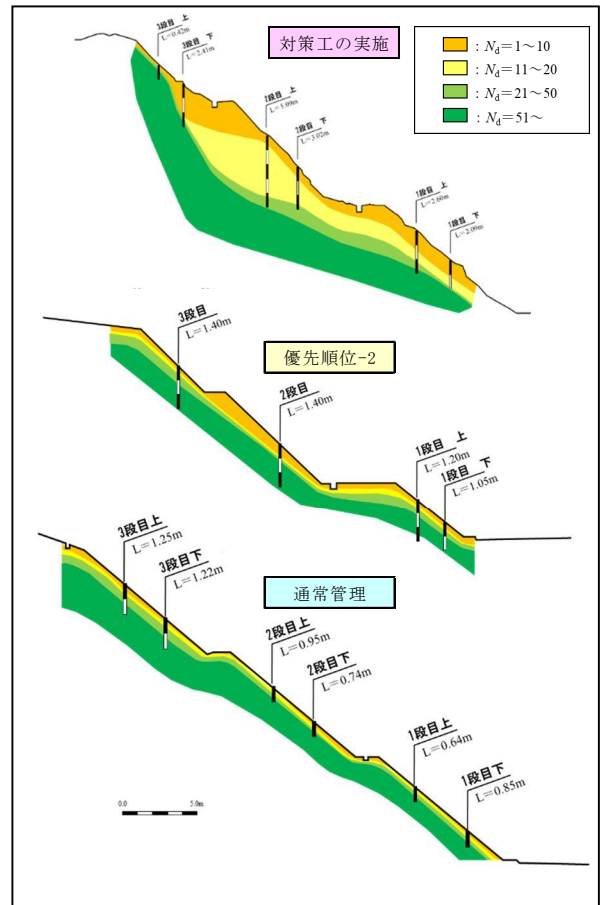 対策工の実施
：Nd＝1～10
：Nd＝11～20
：Nd＝21～50
：Nd＝51～
3段目 上
L＝0.42m
3段目 下
L＝2.41m
2段目 上
L＝5.09m
2段目 下
L＝3.02m
1段目 上
L＝2.60m
1段目 下
L＝2.09m
優先順位-2
3段目
L＝1.40m
2段目
L＝1.40m
1段目 上
L＝1.20m
1段目 下
L＝1.05m
通常管理
3段目上
L＝1.25m
3段目下
L＝1.22m
2段目上
L＝0.95m
2段目下
L＝0.74m
1段目上
L＝0.64m
1段目下
L＝0.85m
0.0 5.0m